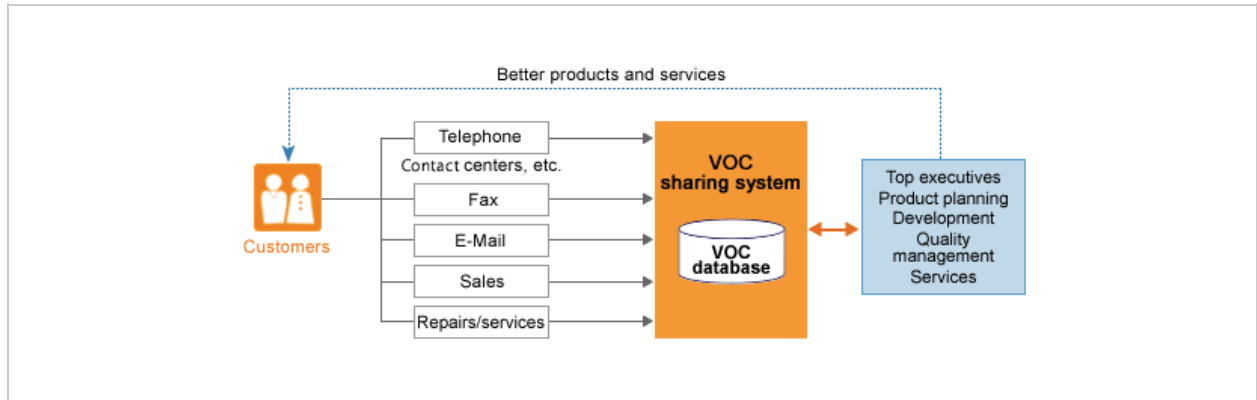 Better products and services
Telephone
Contact centers, etc.
Fax
E-Mail
Sales
Repairs/services
Customers
VOC
sharing system
VOC
database
Top executives
Product planning
Development
Quality
management
Services